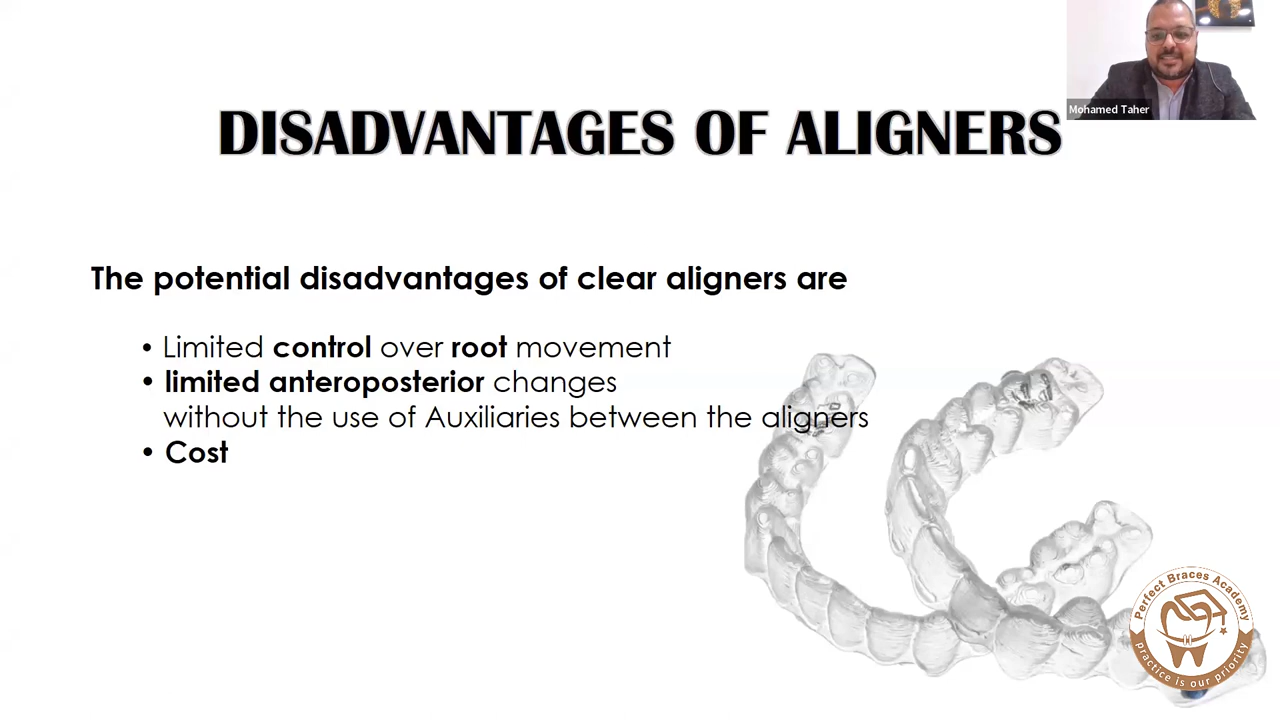 Mohamed Taher
DISADVANTAGES OF ALIGNERS
The potential disadvantages of clear aligners are
• Limited control over root movement
• limited anteroposterior changes
without the use of Auxiliaries between the aligners
• Cost
Perfect Braces Academy
practice is our priority